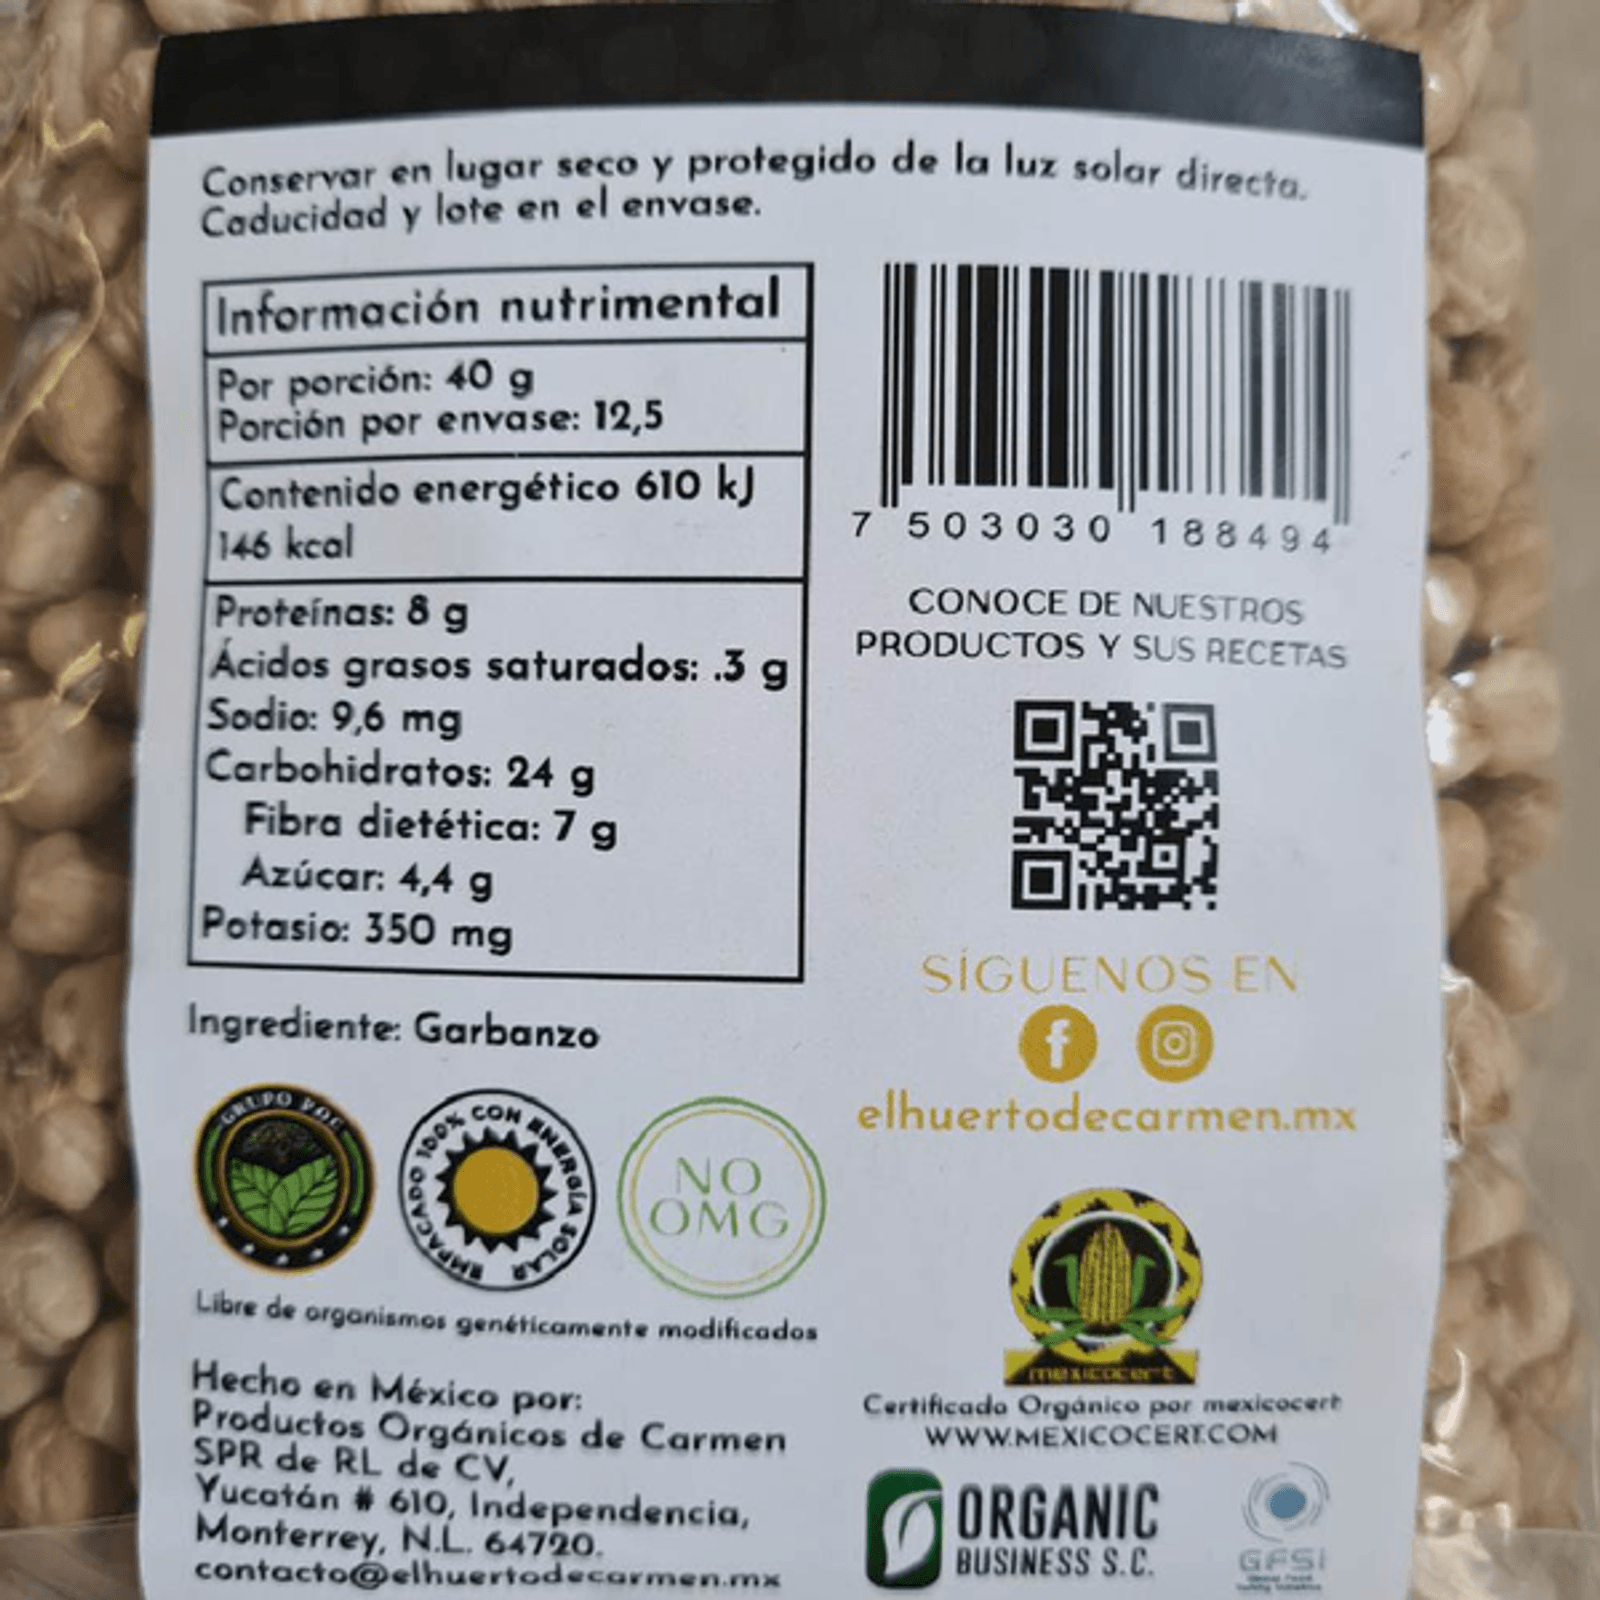 Conservar en lugar seco y protegido de la luz solar directa.
Caducidad y lote en el envase.
Información nutrimental
Por porción: 40 g
Porción por envase: 12,5
Contenido energético 610 kJ
146 kcal
Proteínas: 8 g
Ácidos grasos saturados: .3 g
Sodio: 9,6 mg
Carbohidratos: 24 g
Fibra dietética: 7 g
Azúcar: 4,4 g
Potasio: 350 mg
Ingrediente: Garbanzo
GRUPO
EMPACADO 100% CON ENERGÍA SOLAR
NO
OMG
Libre de organismos genéticamente modificados
Hecho en México por:
Productos Orgánicos de Carmen
SPR de RL de CV,
Yucatán # 610, Independencia,
Monterrey, N.L. 64720.
contacto@elhuertodecarmen.mx
7 503030 188494
CONOCE DE NUESTROS
PRODUCTOS Y SUS RECETAS
SÍGUENOS EN
elhuertodecarmen.mx
mexicocert
Certificado Orgánico por mexicocert
WWW.MEXICOCERT.COM
ORGANIC
BUSINESS S.C.
GFSI